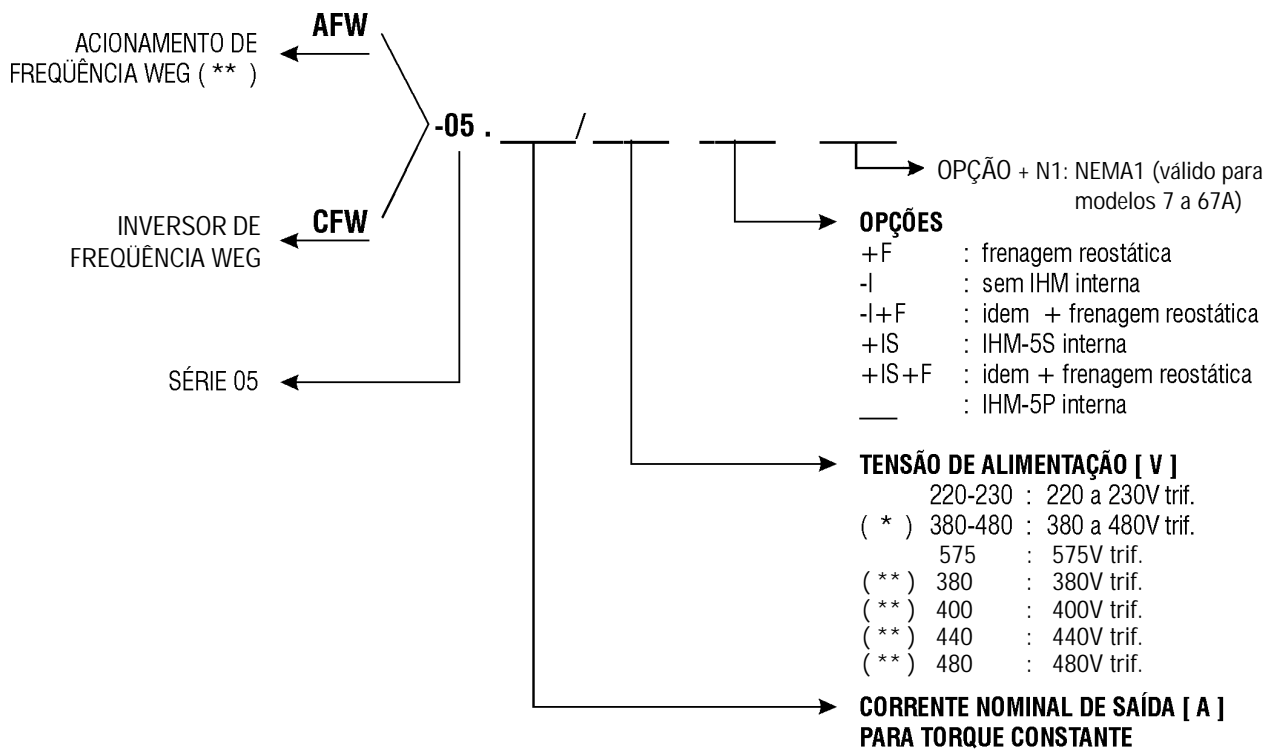 AFW
ACIONAMENTO DE
FREQÜÊNCIA WEG ( ** )
-05 . ____/____ ____ ____
OPÇÃO + N1: NEMA1 (válido para
modelos 7 a 67A)
CFW
INVERSOR DE
FREQÜÊNCIA WEG
SÉRIE 05
OPÇÕES
+F : frenagem reostática
-I : sem IHM interna
-I+F : idem + frenagem reostática
+IS : IHM-5S interna
+IS+F : idem + frenagem reostática
___ : IHM-5P interna
TENSÃO DE ALIMENTAÇÃO [ V ]
220-230 : 220 a 230V trif.
( * ) 380-480 : 380 a 480V trif.
575 : 575V trif.
( ** ) 380 : 380V trif.
( ** ) 400 : 400V trif.
( ** ) 440 : 440V trif.
( ** ) 480 : 480V trif.
CORRENTE NOMINAL DE SAÍDA [ A ]
PARA TORQUE CONSTANTE